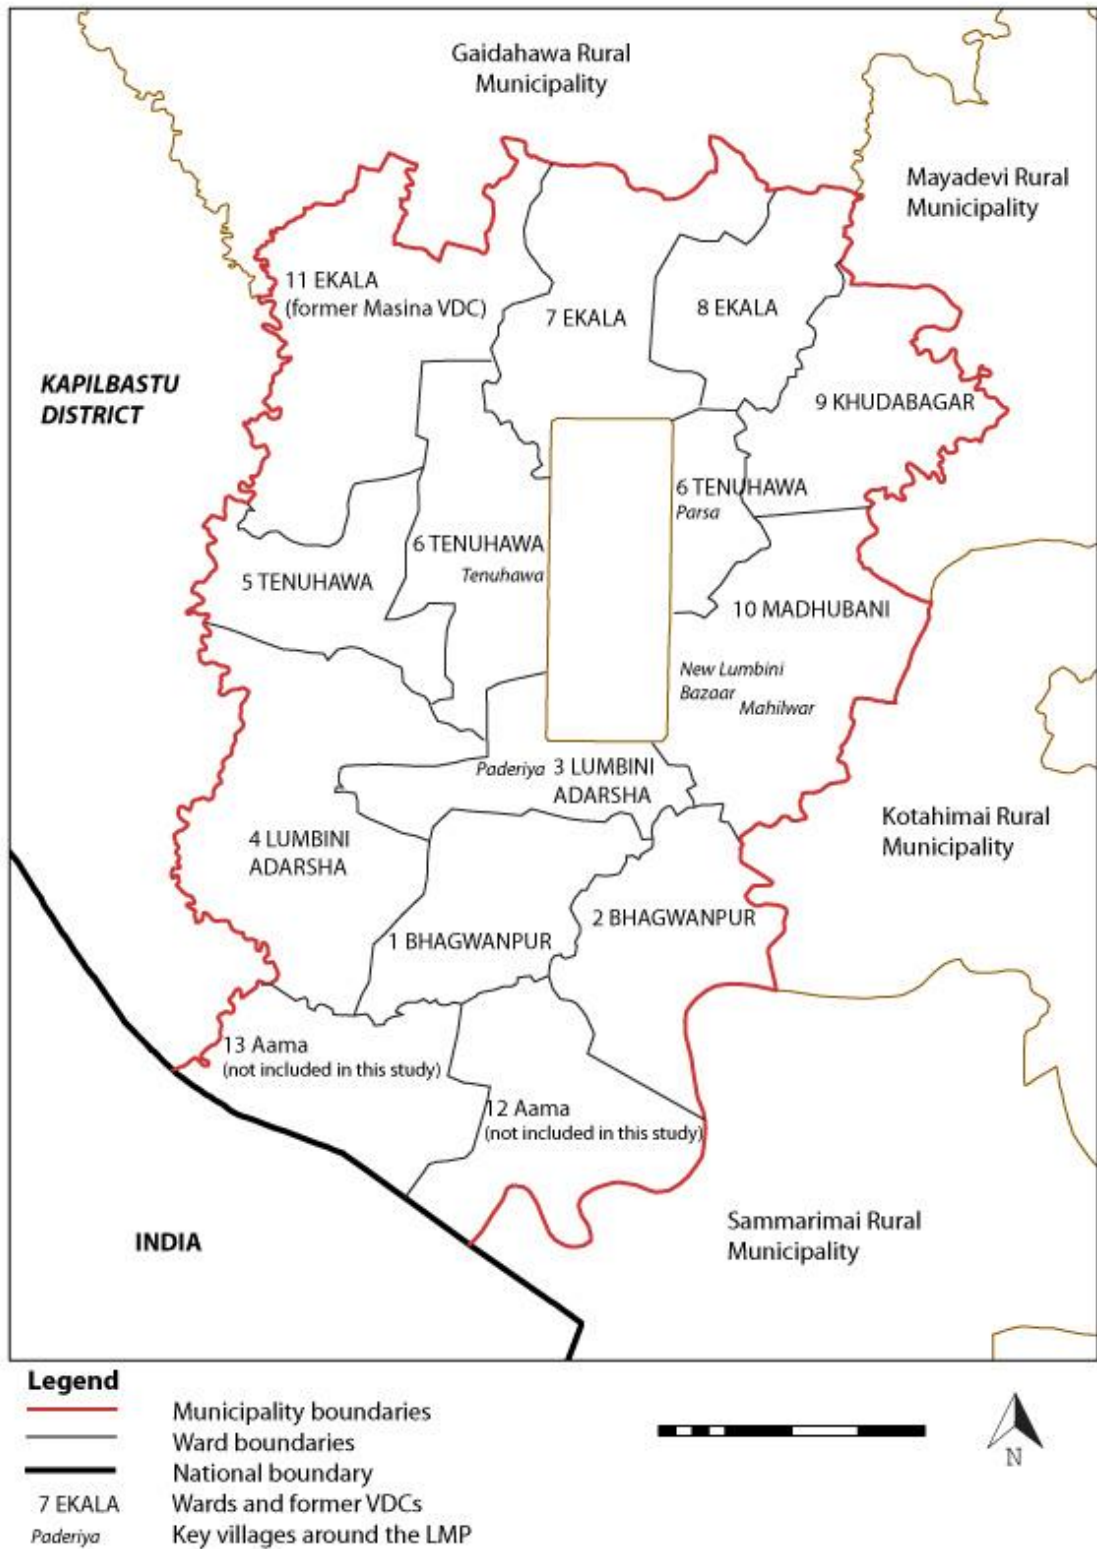 Gaidahawa Rural
Municipality
Mayadevi Rural
Municipality
11 EKALA
(former Masina VDC)
7 EKALA
8 EKALA
KAPILBASTU
DISTRICT
9 KHUDABAGAR
6 TENUHAWA
Parsa
6 TENUHAWA
Tenuhawa
5 TENUHAWA
10 MADHUBANI
New Lumbini
Bazaar
Mahilwar
Paderiya
3 LUMBINI
ADARSHA
Kotahimai Rural
Municipality
4 LUMBINI
ADARSHA
1 BHAGWANPUR
2 BHAGWANPUR
13 Aama
(not included in this study)
12 Aama
(not included in this study)
INDIA
Sammarimai Rural
Municipality
Legend
Municipality boundaries
Ward boundaries
National boundary
7 EKALA Wards and former VDCs
Paderiya Key villages around the LMP
N